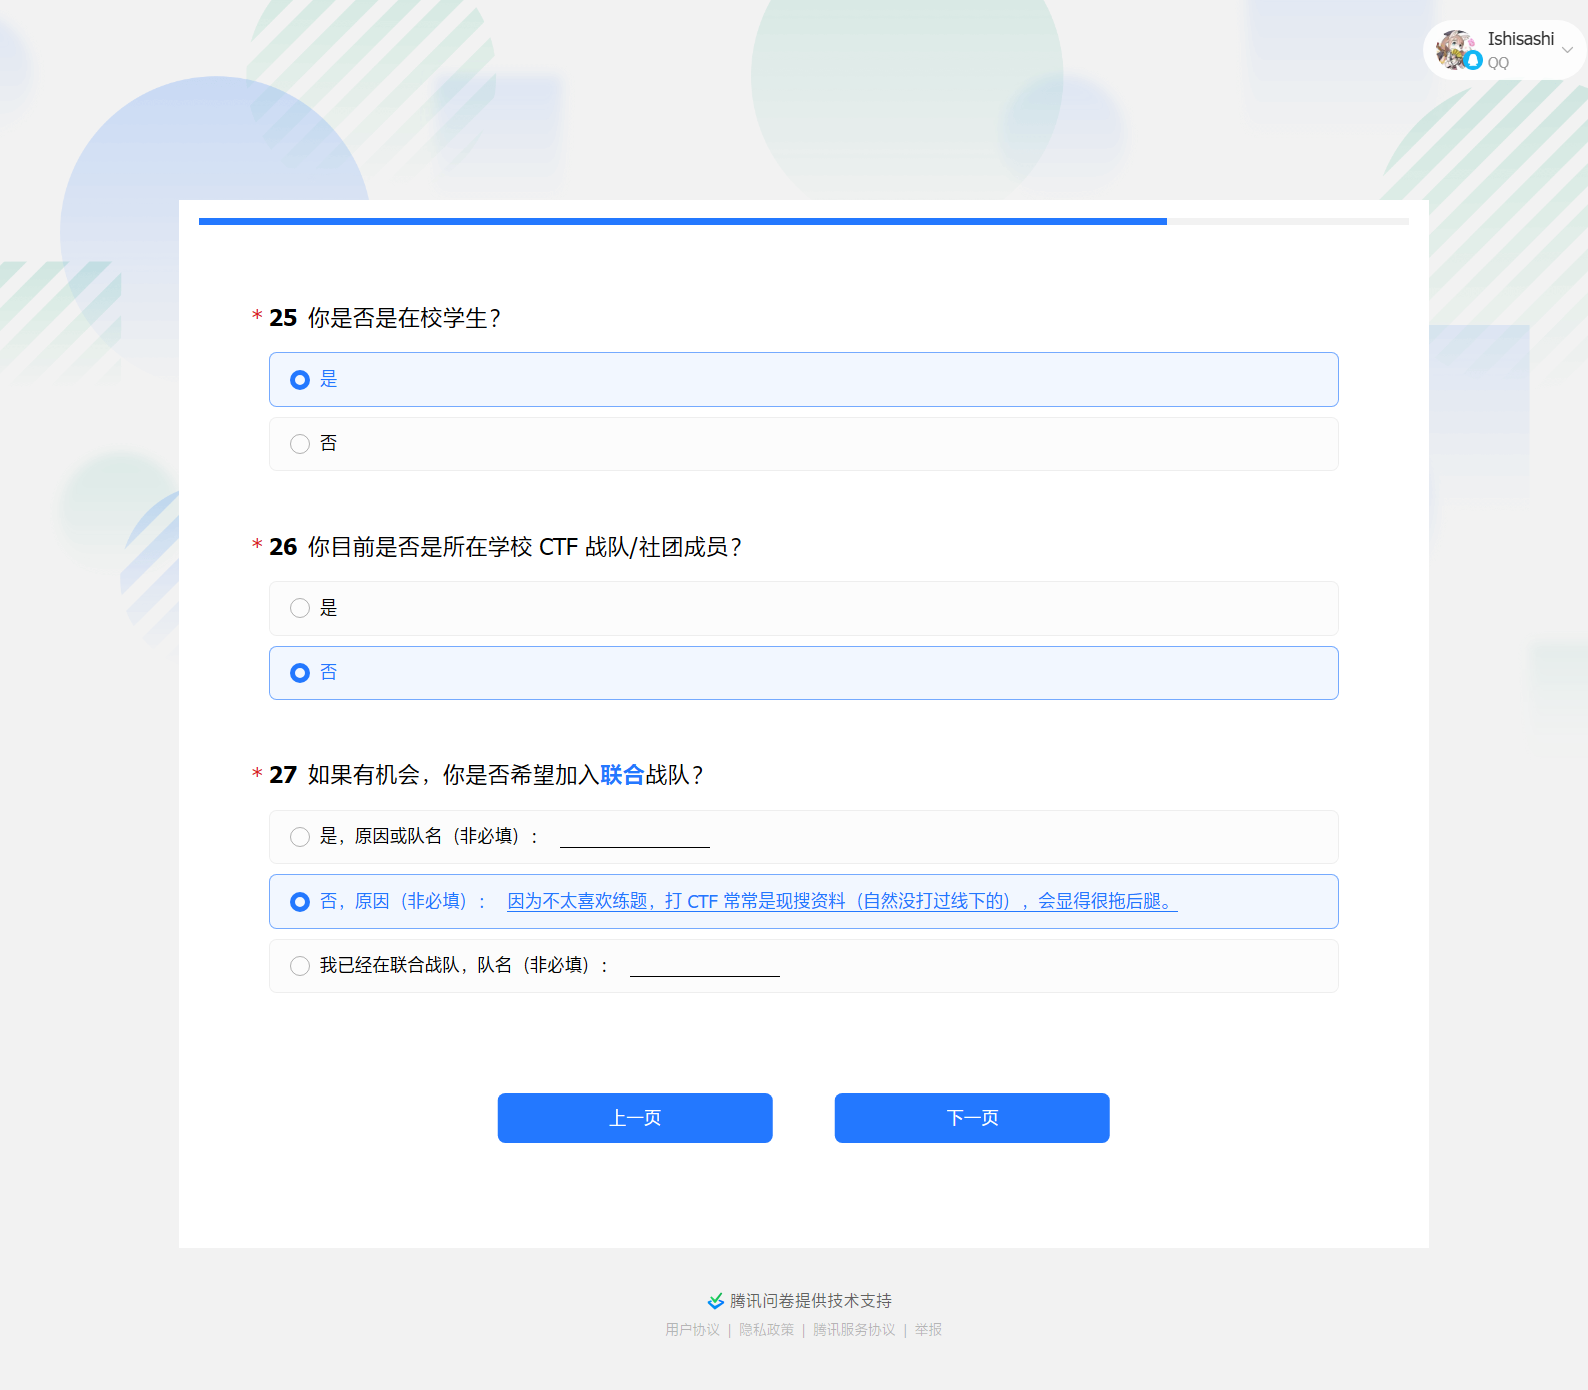 Ishisashi
QQ
* 25 你是否是在校学生？
是
否
* 26 你目前是否是所在学校 CTF 战队/社团成员？
是
否
* 27 如果有机会，你是否希望加入联合战队？
是，原因或队名（非必填）：
否，原因（非必填）： 因为不太喜欢练题，打 CTF 常常是现搜资料（自然没打过线下的），会显得很拖后腿。
我已经在联合战队，队名（非必填）：
上一页 下一页
腾讯问卷提供技术支持
用户协议 | 隐私政策 | 腾讯服务协议 | 举报